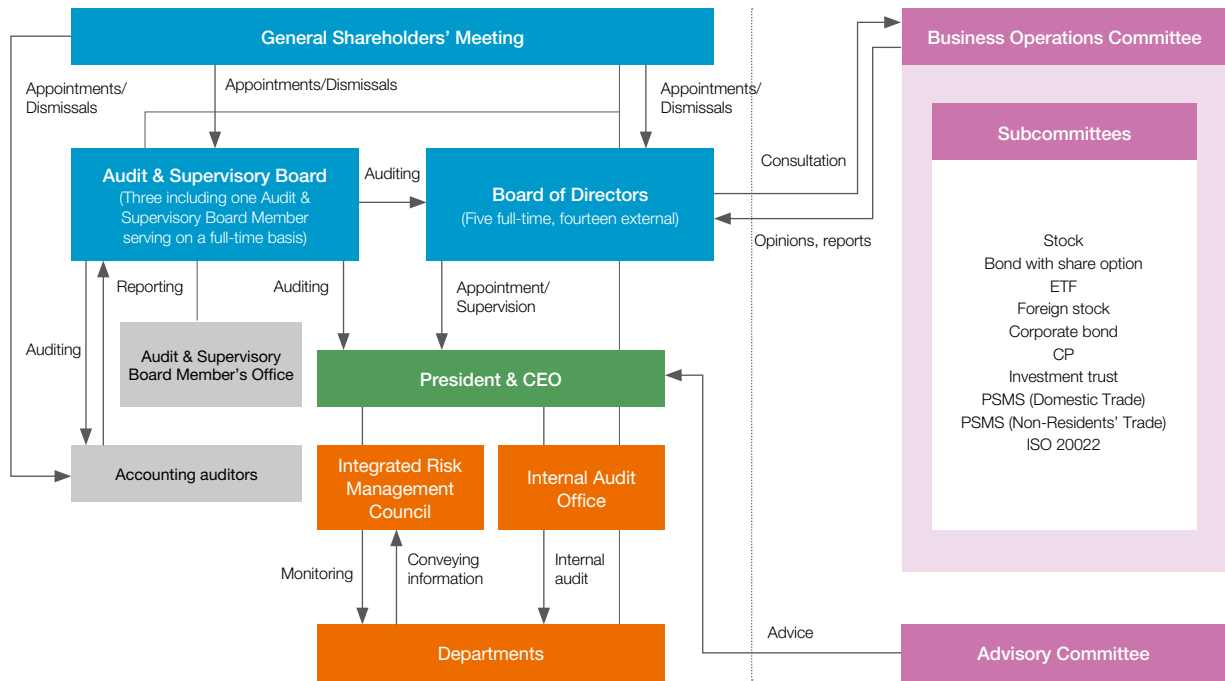 General Shareholders’ Meeting
Business Operations Committee
Appointments/
Dismissals
Appointments/Dismissals
Appointments/
Dismissals
Subcommittees
Audit & Supervisory Board
(Three including one Audit &
Supervisory Board Member
serving on a full-time basis)
Auditing
Board of Directors
(Five full-time, fourteen external)
Consultation
Opinions, reports
Stock
Bond with share option
ETF
Foreign stock
Corporate bond
CP
Investment trust
PSMS (Domestic Trade)
PSMS (Non-Residents’ Trade)
ISO 20022
Reporting
Auditing
Appointment/
Supervision
Auditing
Audit & Supervisory
Board Member’s Office
President & CEO
Accounting auditors
Integrated Risk
Management
Council
Internal Audit
Office
Monitoring
Conveying
information
Internal
audit
Departments
Advice
Advisory Committee